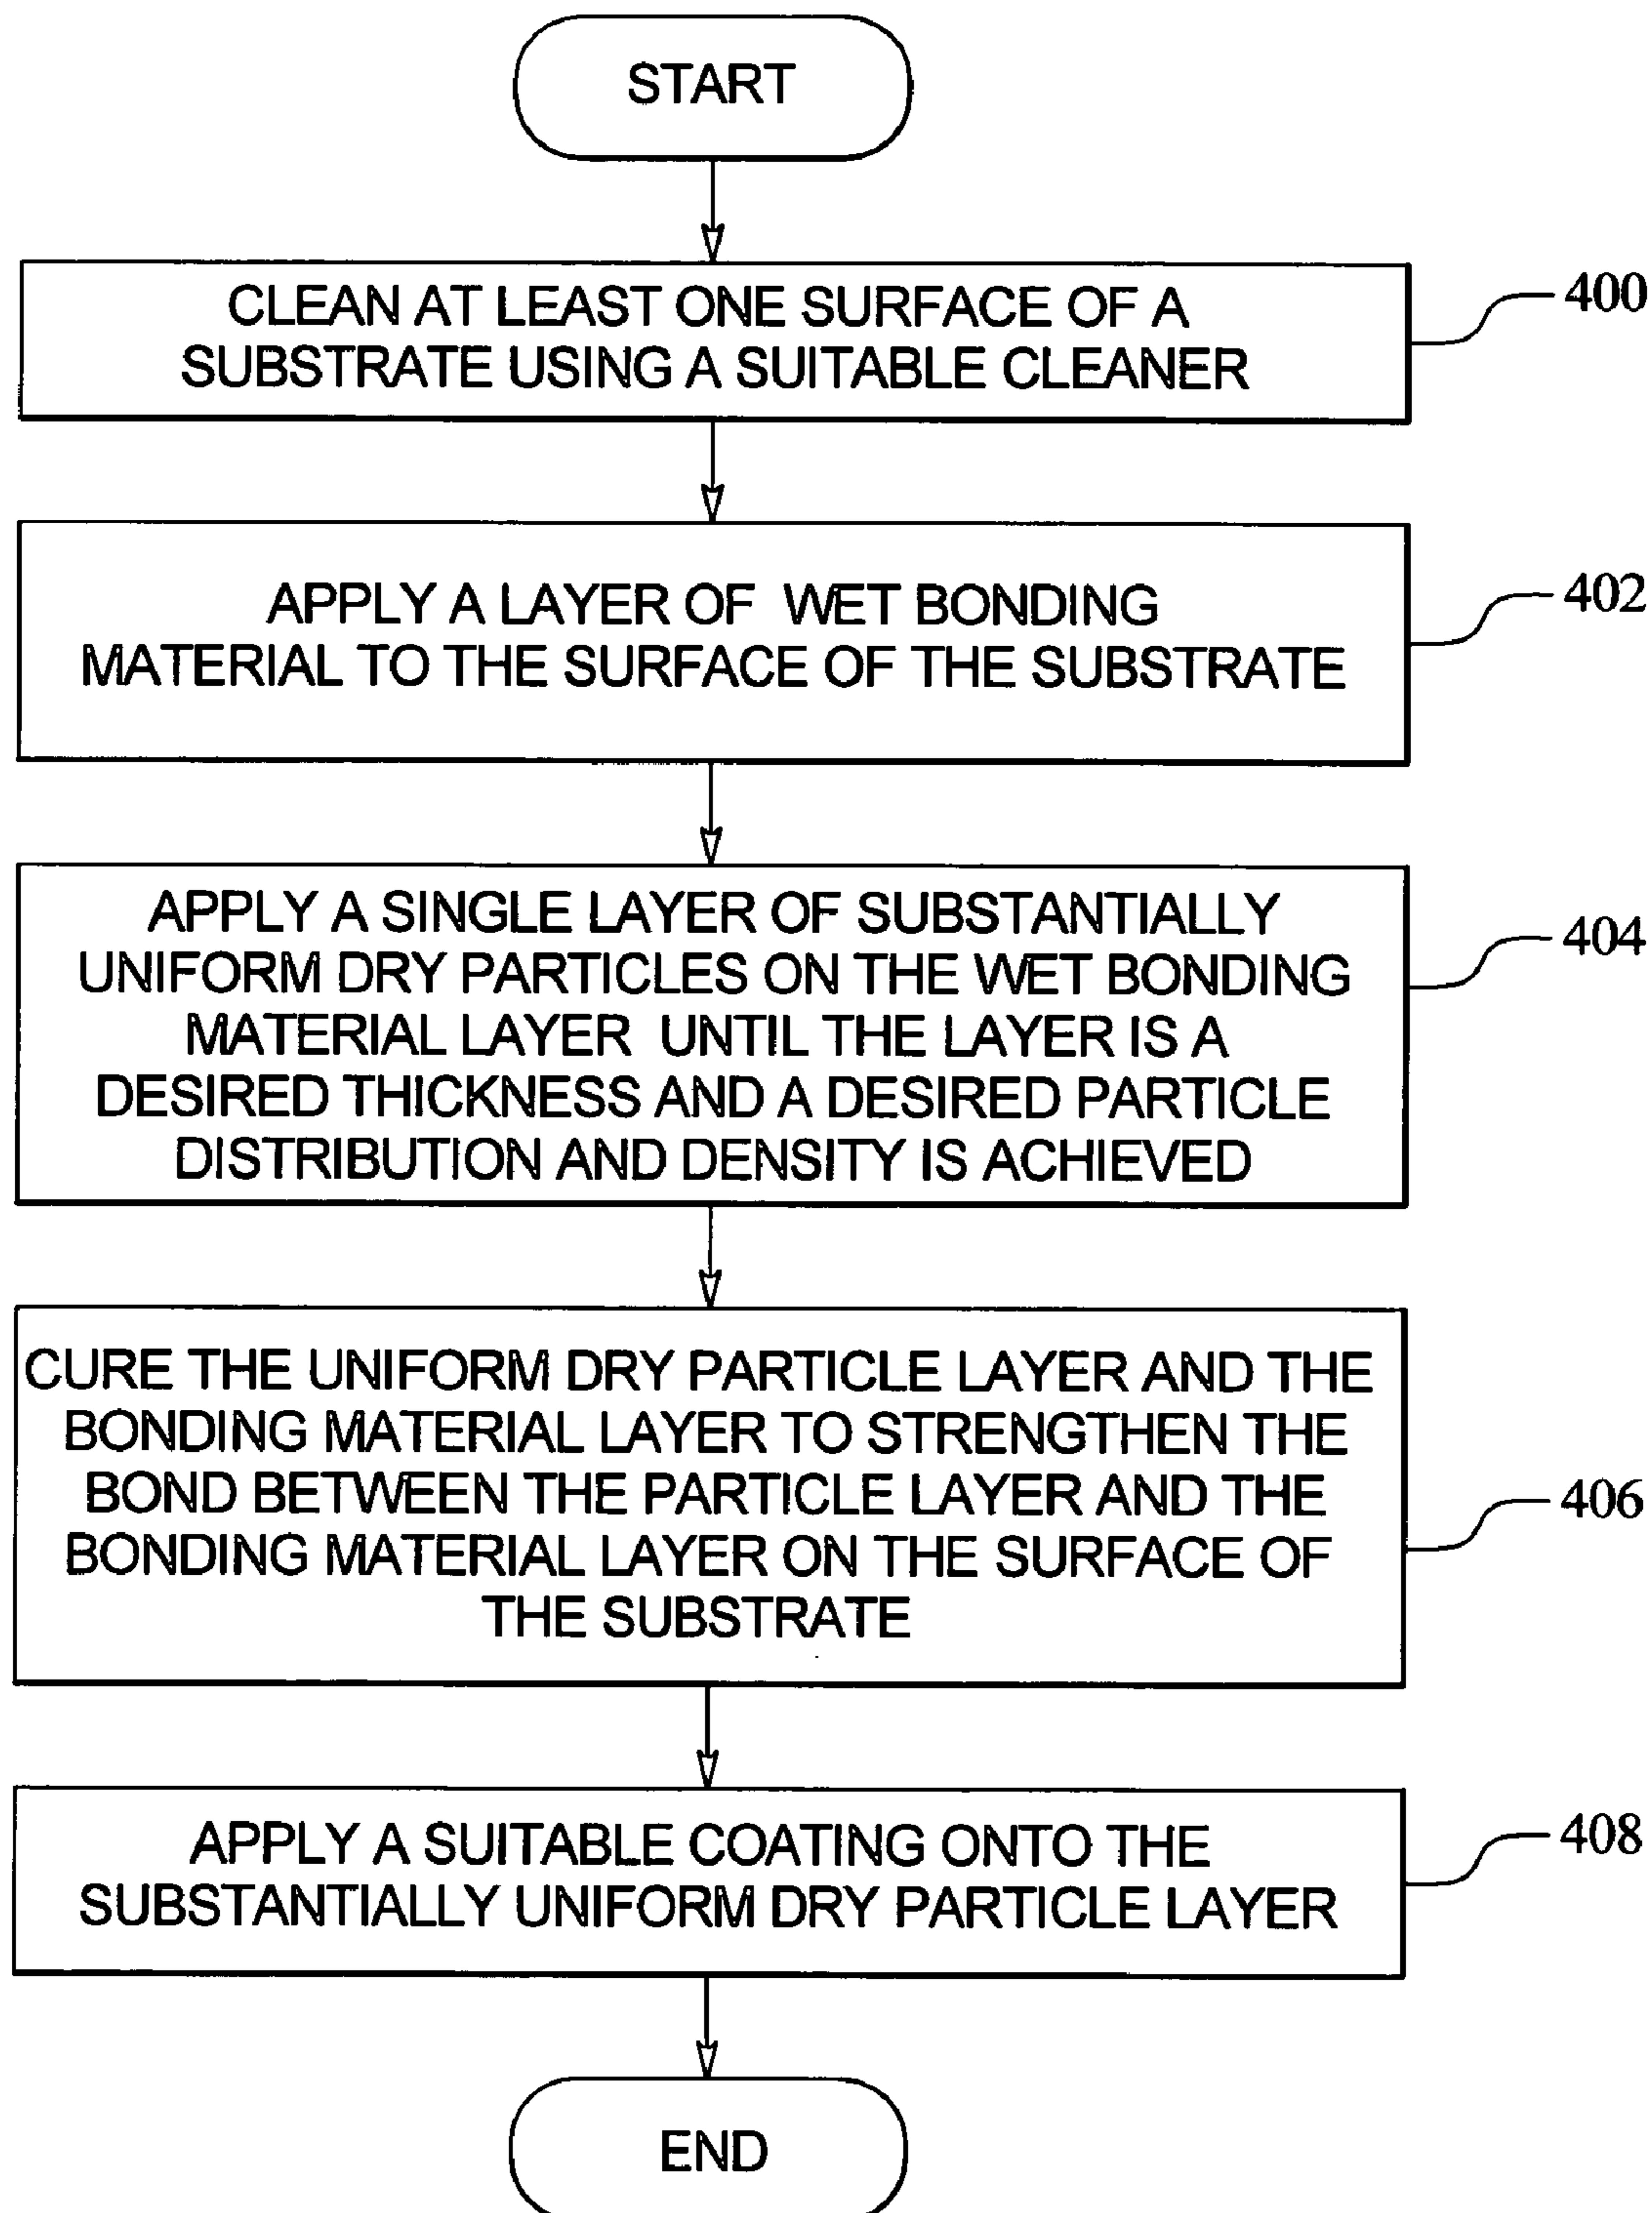 START
CLEAN AT LEAST ONE SURFACE OF A
SUBSTRATE USING A SUITABLE CLEANER
400
APPLY A LAYER OF WET BONDING
MATERIAL TO THE SURFACE OF THE SUBSTRATE
402
APPLY A SINGLE LAYER OF SUBSTANTIALLY
UNIFORM DRY PARTICLES ON THE WET BONDING
MATERIAL LAYER UNTIL THE LAYER IS A
DESIRED THICKNESS AND A DESIRED PARTICLE
DISTRIBUTION AND DENSITY IS ACHIEVED
404
CURE THE UNIFORM DRY PARTICLE LAYER AND THE
BONDING MATERIAL LAYER TO STRENGTHEN THE
BOND BETWEEN THE PARTICLE LAYER AND THE
BONDING MATERIAL LAYER ON THE SURFACE OF
THE SUBSTRATE
406
APPLY A SUITABLE COATING ONTO THE
SUBSTANTIALLY UNIFORM DRY PARTICLE LAYER
408
END